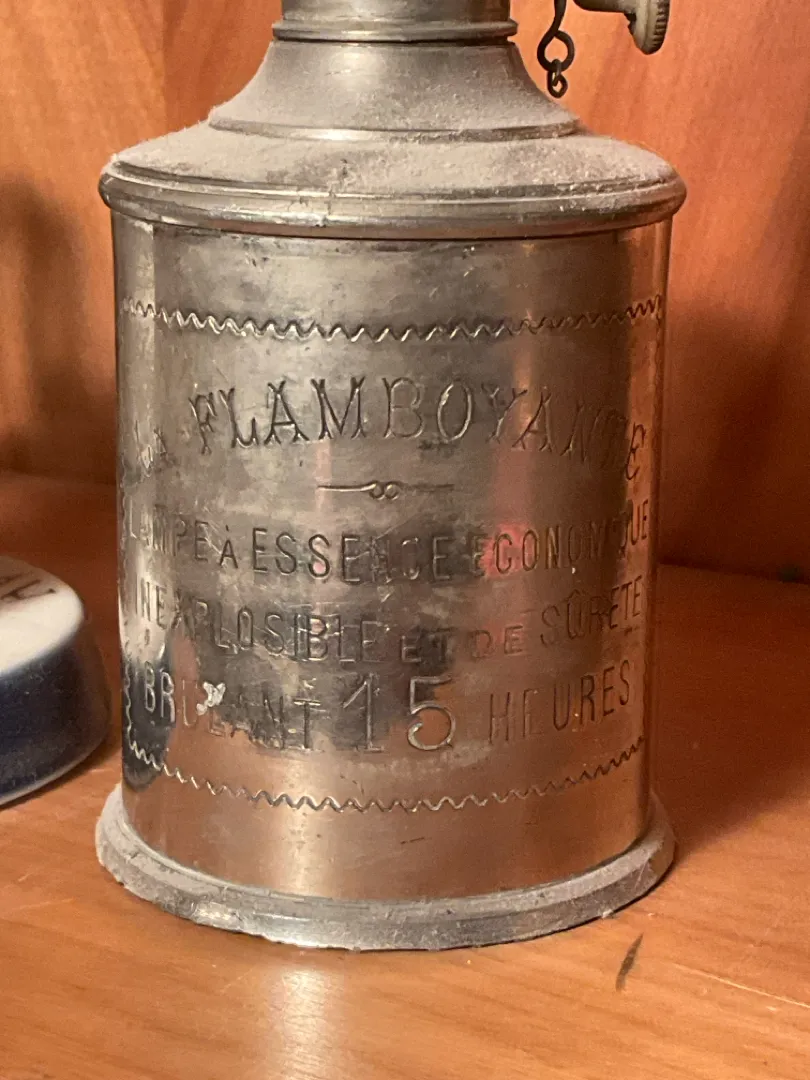 LA FLAMBOYANTE
LAMPE À ESSENCE ECONOMIQUE
INEXPLOSIBLE ET DE SÛRETÉ
BRULANT 15 HEURES